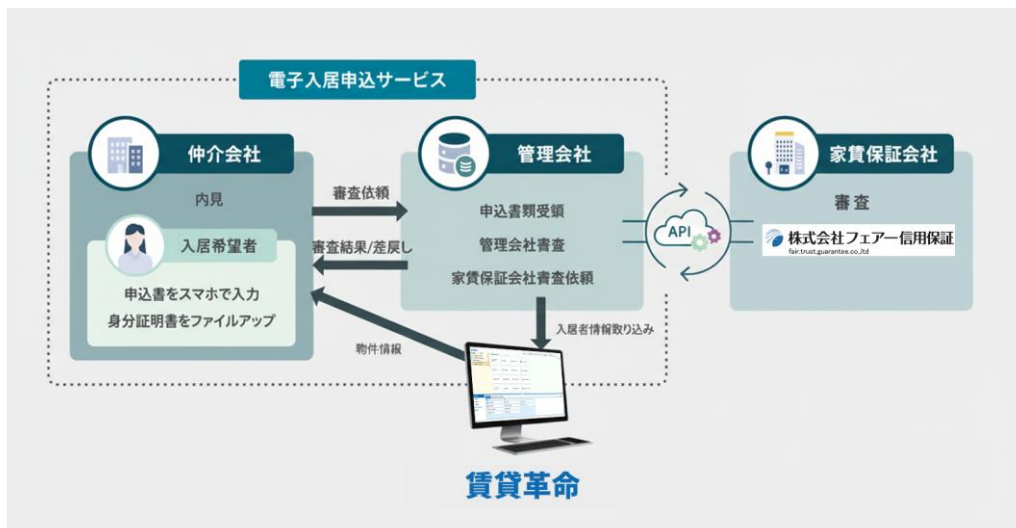 電子入居申込サービス
仲介会社
内見
入居希望者
申込書をスマホで入力
身分証明書をファイルアップ
審査依頼
審査結果/差戻し
物件情報
管理会社
申込書類受領
管理会社書査
家賃保証会社書査依頼
入居者情報取り込み
API
家賃保証会社
審査
株式会社フェアー信用保証
fair.trust.guarantee.co.,ltd
賃貸革命